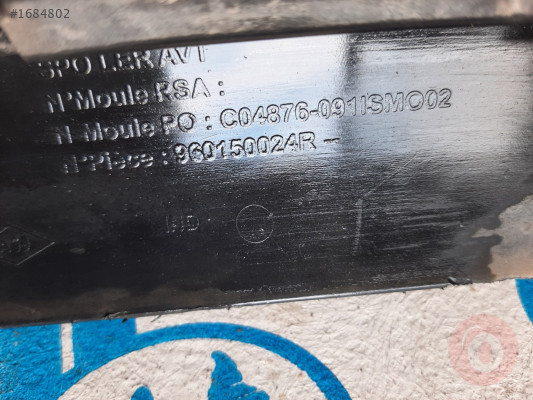 #1684802
SPOILER AVT
N°Moule RSA :
N Moule PO : C04876-091ISMO02
N°Pièce : 960150024R --